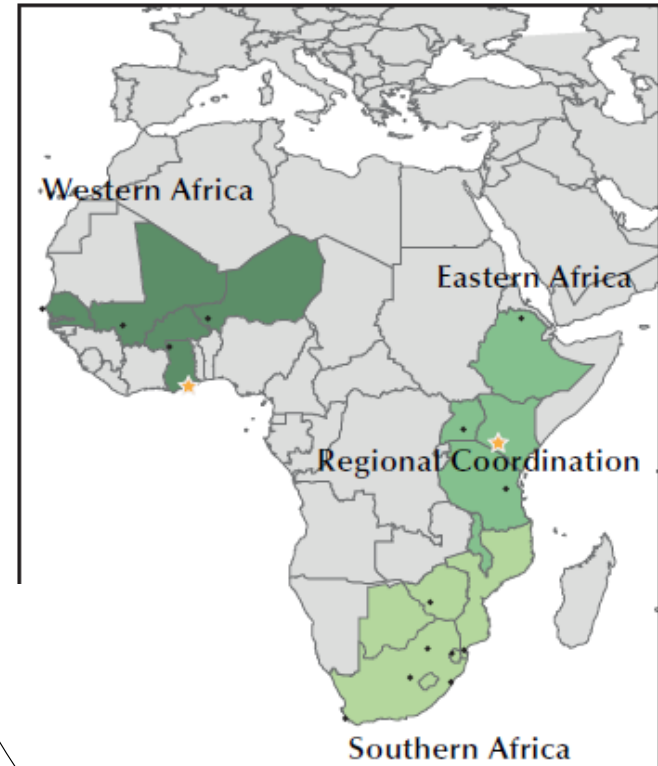 Western Africa
Eastern Africa
Regional Coordination
Southern Africa